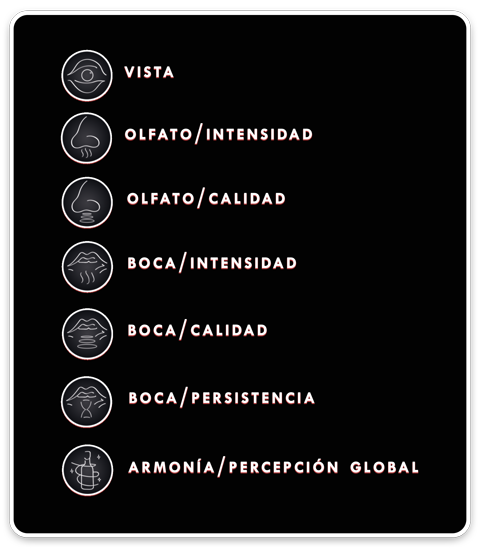 VISTA
OLFATO/INTENSIDAD
OLFATO/CALIDAD
BOCA/INTENSIDAD
BOCA/CALIDAD
BOCA/PERSISTENCIA
ARMONÍA/PERCEPCIÓN GLOBAL